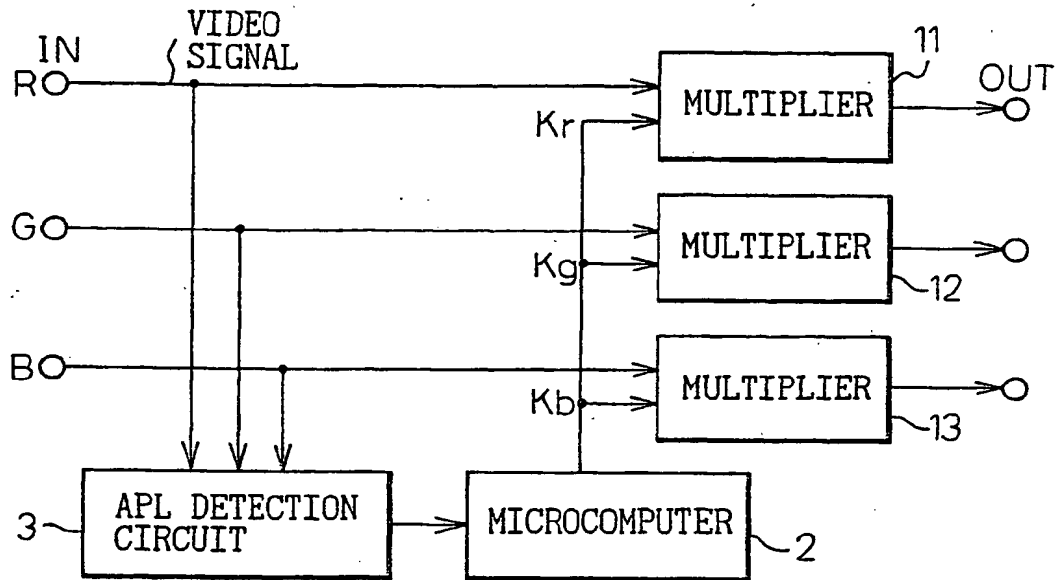 IN
VIDEO
SIGNAL
R
11
OUT
MULTIPLIER
Kr
G
MULTIPLIER
Kg
12
B
MULTIPLIER
Kb
13
APL DETECTION
CIRCUIT
3
MICROCOMPUTER
2